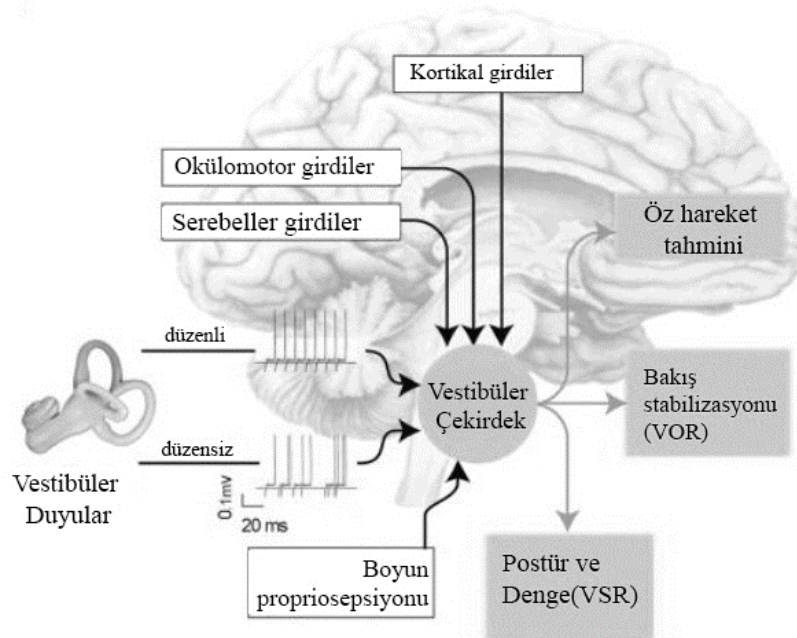 Kortikal girdiler
Okülomotor girdiler
Serebeller girdiler
Öz hareket
tahmini
düzenli
Vestibüler
Çekirdek
Bakış
stabilizasyonu
(VOR)
düzensiz
Vestibüler
Duyular
0.1mv
20 ms
Boyun
propriosepsiyonu
Postür ve
Denge(VSR)